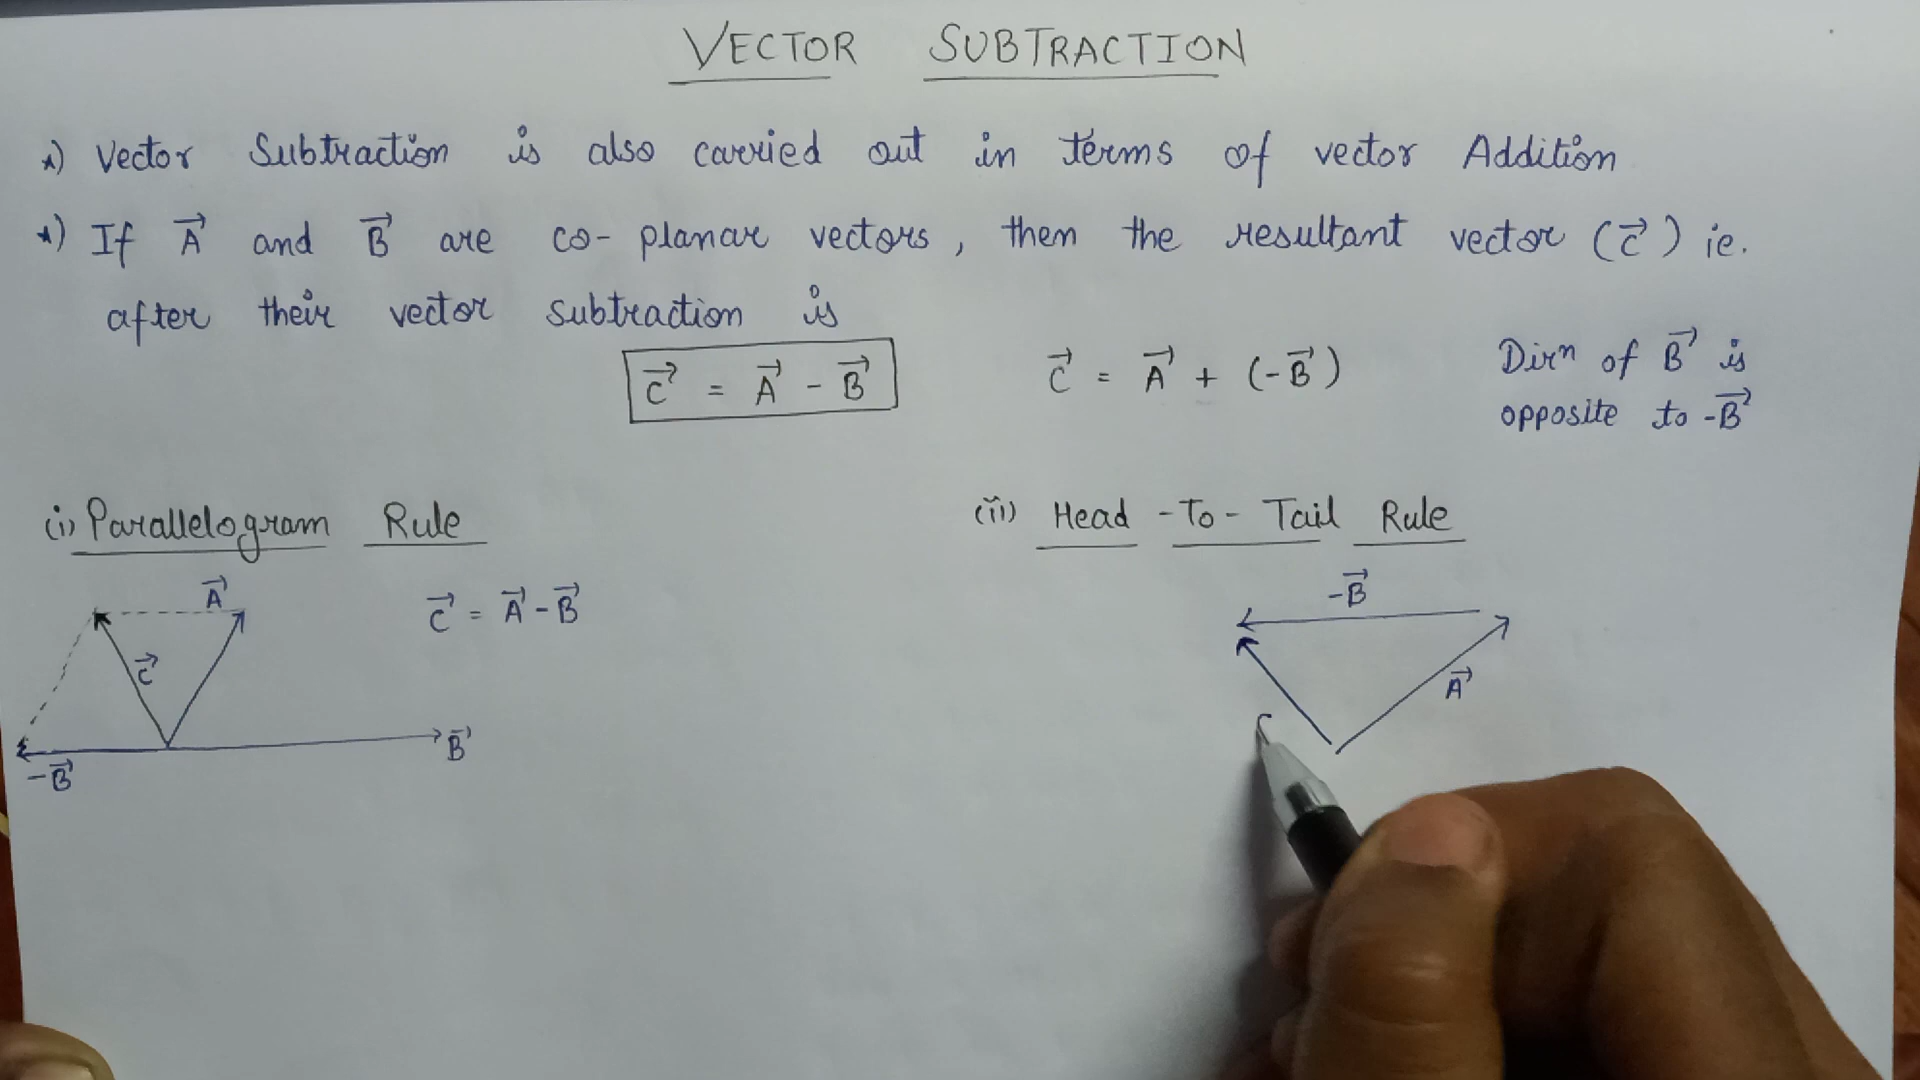 VECTOR SUBTRACTION
*) Vector Subtraction is also carried out in terms of vector Addition
*) If A⃗ and B⃗ are co-planar vectors, then the resultant vector (C⃗) ie.
after their vector subtraction is
C⃗ = A⃗ - B⃗
C⃗ = A⃗ + (-B⃗)
Dirn of B⃗ is
opposite to -B⃗
(i) Parallelogram Rule
A⃗
C⃗
B⃗
-B⃗
C⃗ = A⃗ - B⃗
(ii) Head-To-Tail Rule
-B⃗
A⃗